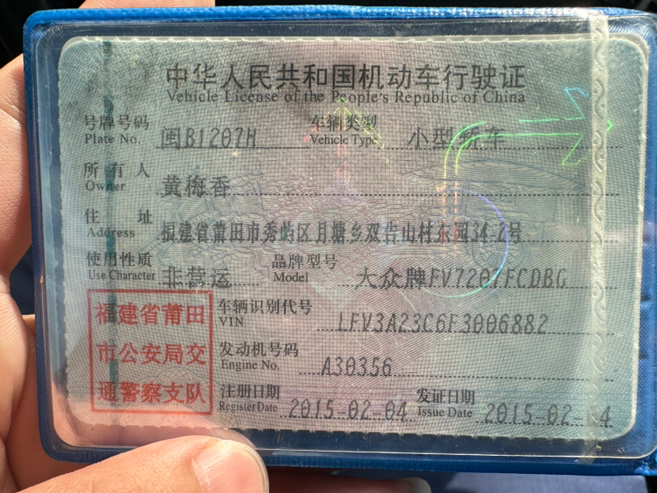 中华人民共和国机动车行驶证
Vehicle License of the People's Republic of China
号牌号码 Plate No. 闽B1207H 车辆类型 Vehicle Type 小型轿车
所有人 Owner 黄梅香
住址 Address 福建省莆田市秀屿区月塘乡双告山村东园34-2号
使用性质 Use Character 非营运 品牌型号 Model 大众牌FV7207FCDBG
福建省莆田
市公安局交
通警察支队
车辆识别代号 VIN LFV3A23C6F3006882
发动机号码 Engine No. A30356
注册日期 Register Date 2015-02-04 发证日期 Issue Date 2015-02-04